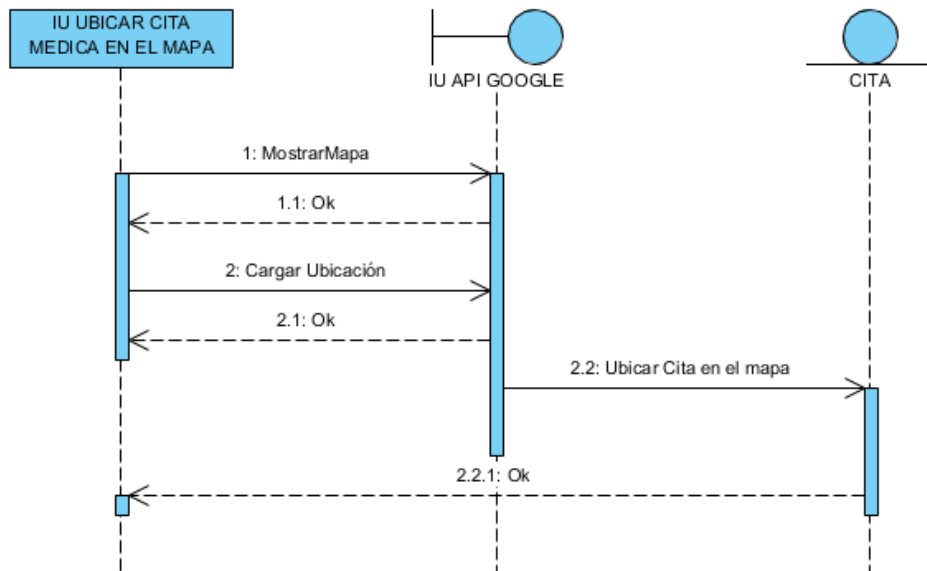 IU UBICAR CITA
MEDICA EN EL MAPA
IU API GOOGLE
CITA
1: MostrarMapa
1.1: Ok
2: Cargar Ubicación
2.1: Ok
2.2: Ubicar Cita en el mapa
2.2.1: Ok